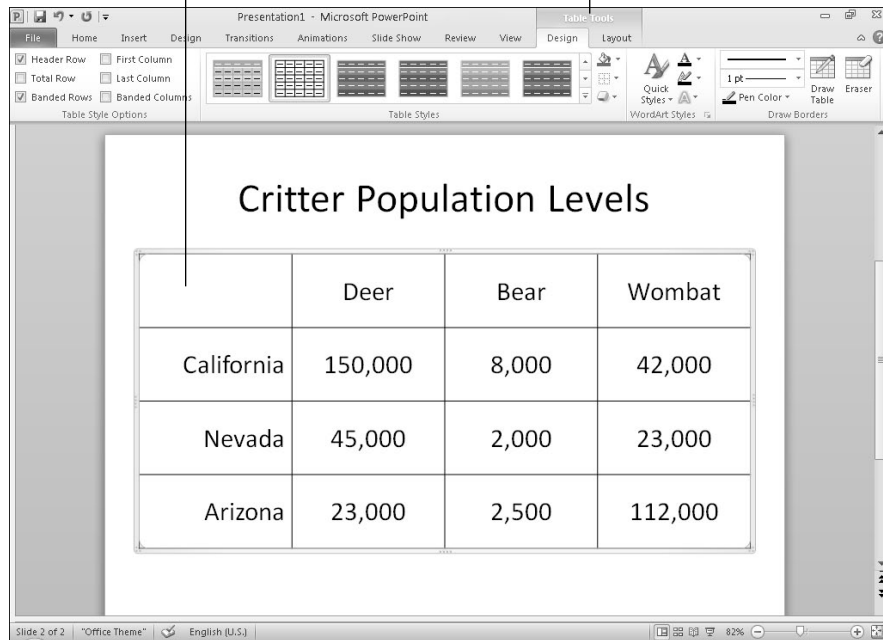 Presentation1 - Microsoft PowerPoint
Table Tools
File Home Insert Design Transitions Animations Slide Show Review View Design Layout
Header Row First Column
Total Row Last Column
Banded Rows Banded Columns
Table Style Options
Table Styles
Quick Styles
WordArt Styles
1 pt
Pen Color
Draw Table
Eraser
Draw Borders
Critter Population Levels
Deer Bear Wombat
California 150,000 8,000 42,000
Nevada 45,000 2,000 23,000
Arizona 23,000 2,500 112,000
Slide 2 of 2 "Office Theme" English (U.S.) 82%